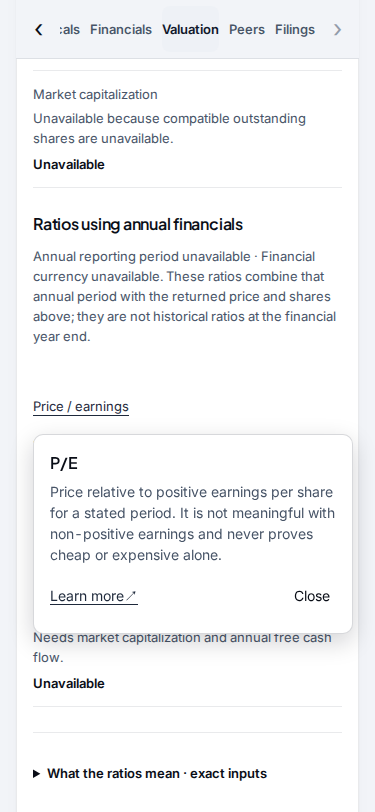 ‹ :als Financials Valuation Peers Filings ›
Market capitalization
Unavailable because compatible outstanding
shares are unavailable.
Unavailable
Ratios using annual financials
Annual reporting period unavailable · Financial
currency unavailable. These ratios combine that
annual period with the returned price and shares
above; they are not historical ratios at the financial
year end.
Price / earnings
P/E
Price relative to positive earnings per share
for a stated period. It is not meaningful with
non-positive earnings and never proves
cheap or expensive alone.
Learn more↗ Close
Needs market capitalization and annual free cash
flow.
Unavailable
▶ What the ratios mean · exact inputs